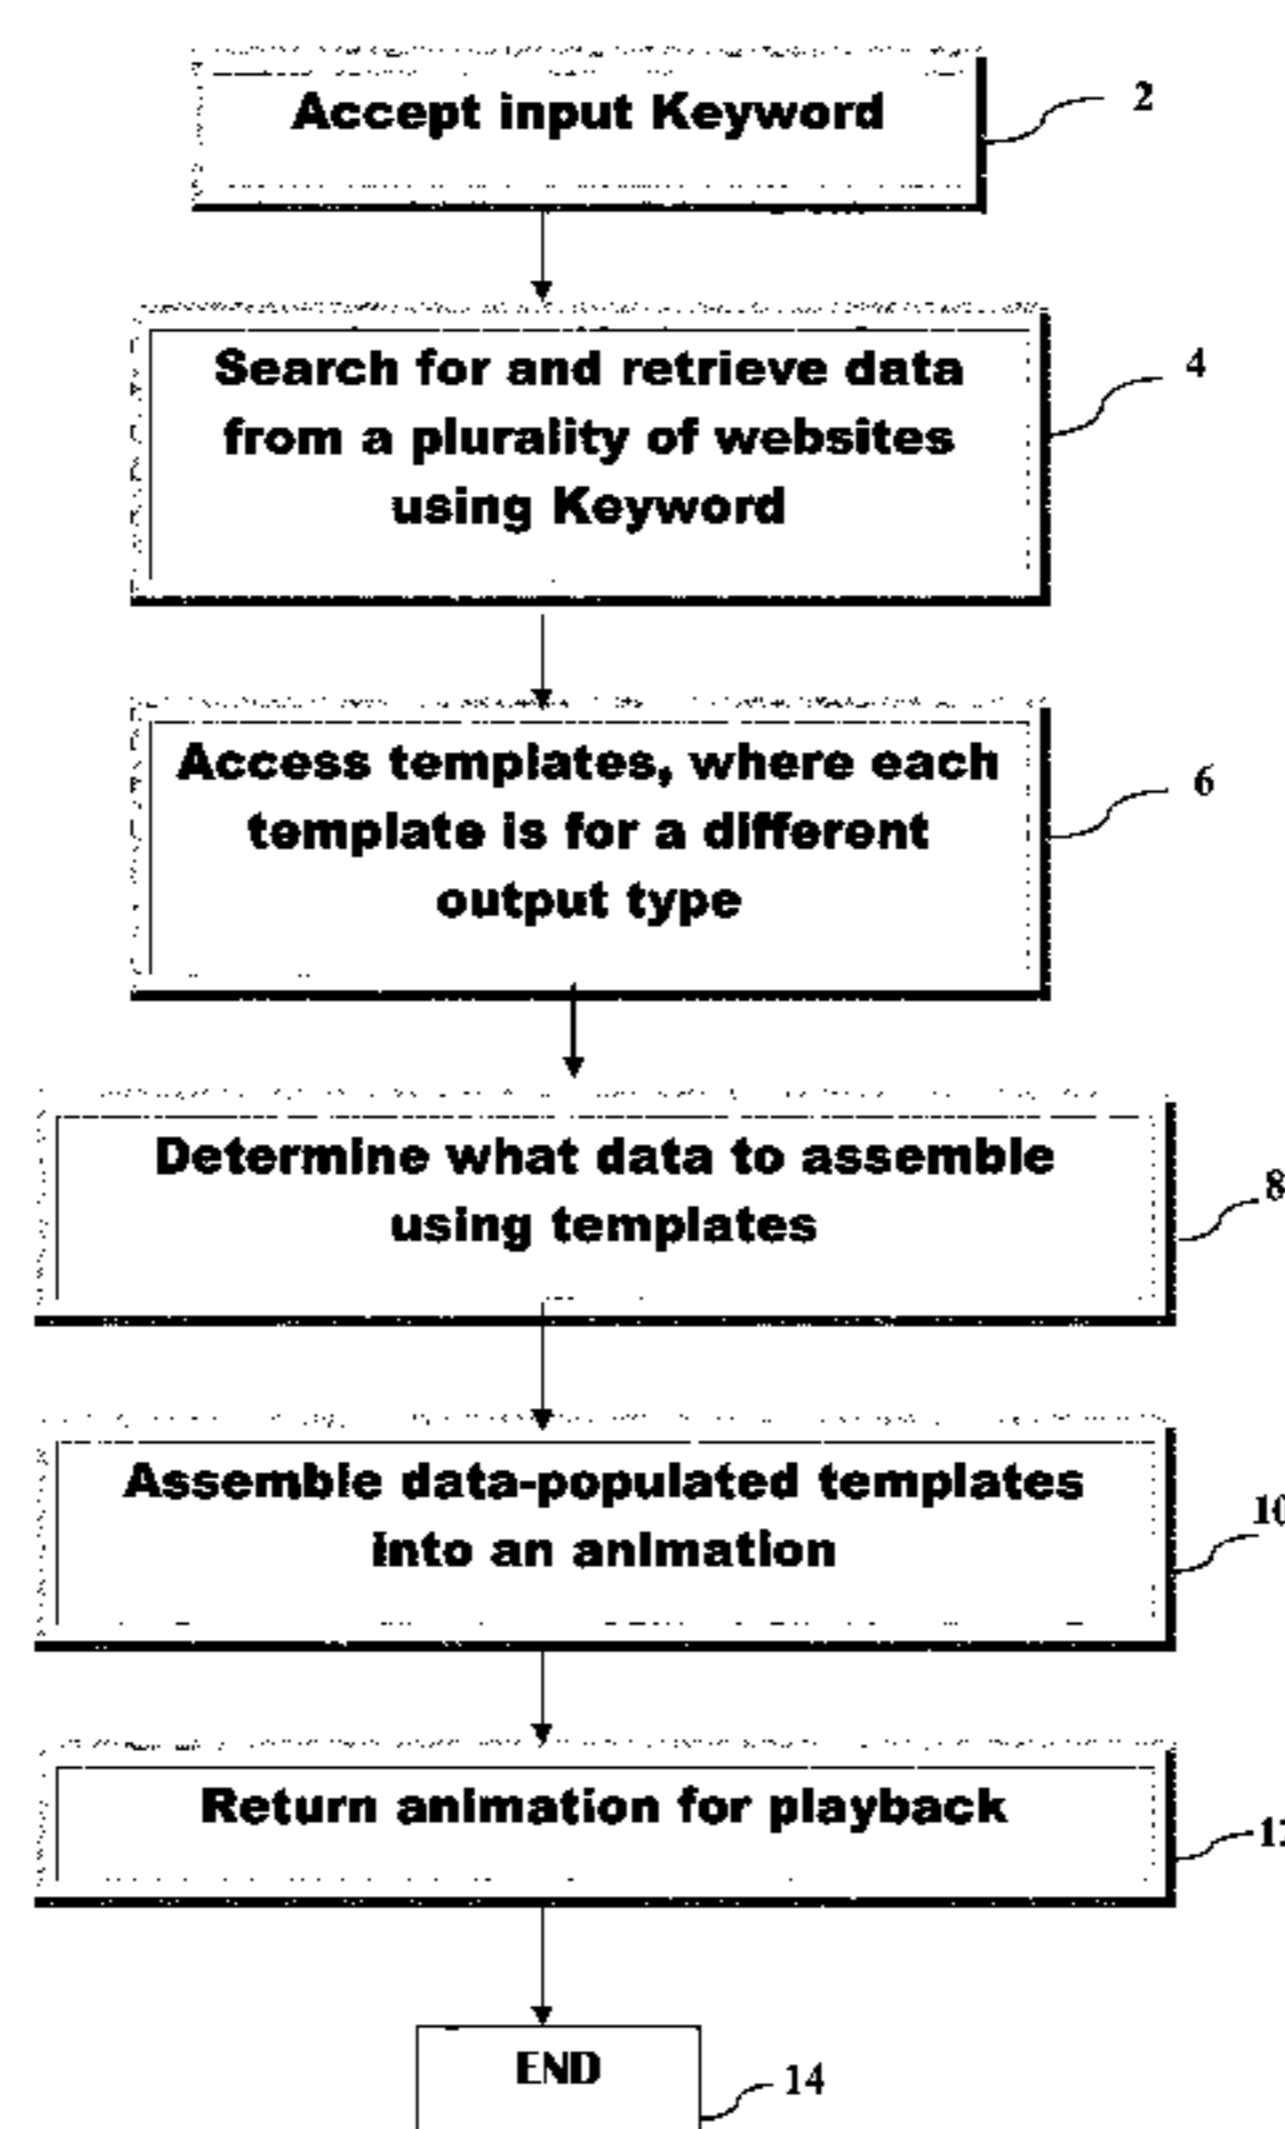 Accept input Keyword
2
Search for and retrieve data
from a plurality of websites
using Keyword
4
Access templates, where each
template is for a different
output type
6
Determine what data to assemble
using templates
8
Assemble data-populated templates
into an animation
10
Return animation for playback
END
14